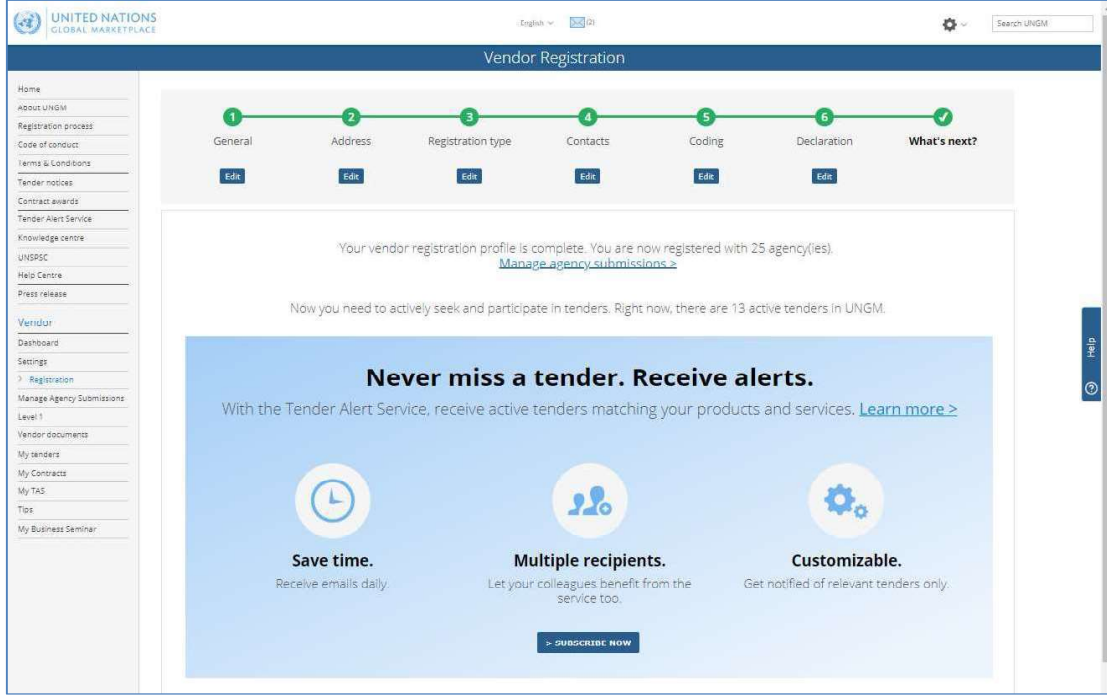 UNITED NATIONS
GLOBAL MARKETPLACE
English
(2)
Search UNGM
Vendor Registration
Home
About UNGM
Registration process
Code of conduct
Terms & Conditions
Tender notices
Contract awards
Tender Alert Service
Knowledge centre
UNSPSC
Help Centre
Press release
Vendor
Dashboard
Settings
> Registration
Manage Agency Submissions
Level 1
Vendor documents
My tenders
My Contracts
My TAS
Tips
My Business Seminar
1 2 3 4 5 6
General Address Registration type Contacts Coding Declaration What's next?
Edit Edit Edit Edit Edit Edit
Your vendor registration profile is complete. You are now registered with 25 agency(ies).
Manage agency submissions >
Now you need to actively seek and participate in tenders. Right now, there are 13 active tenders in UNGM.
Never miss a tender. Receive alerts.
With the Tender Alert Service, receive active tenders matching your products and services. Learn more >
Save time. Multiple recipients. Customizable.
Receive emails daily Let your colleagues benefit from the Get notified of relevant tenders only.
service too.
> SUBSCRIBE NOW
Help
?